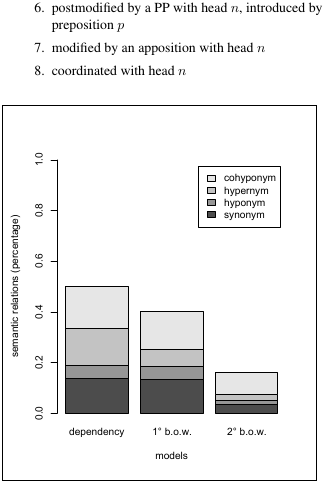 6. postmodified by a PP with head n, introduced by
preposition p
7. modified by an apposition with head n
8. coordinated with head n
cohyponym
hypernym
hyponym
synonym
semantic relations (percentage)
1.0
0.8
0.6
0.4
0.2
0.0
dependency 1° b.o.w. 2° b.o.w.
models